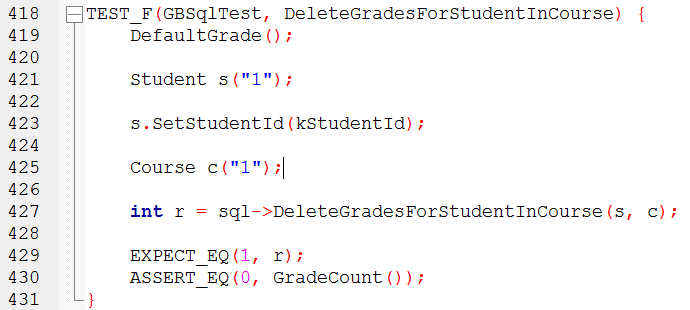 418 TEST_F(GBSqlTest, DeleteGradesForStudentInCourse) {
419     DefaultGrade();
420
421     Student s("1");
422
423     s.SetStudentId(kStudentId);
424
425     Course c("1");
426
427     int r = sql->DeleteGradesForStudentInCourse(s, c);
428
429     EXPECT_EQ(1, r);
430     ASSERT_EQ(0, GradeCount());
431 }